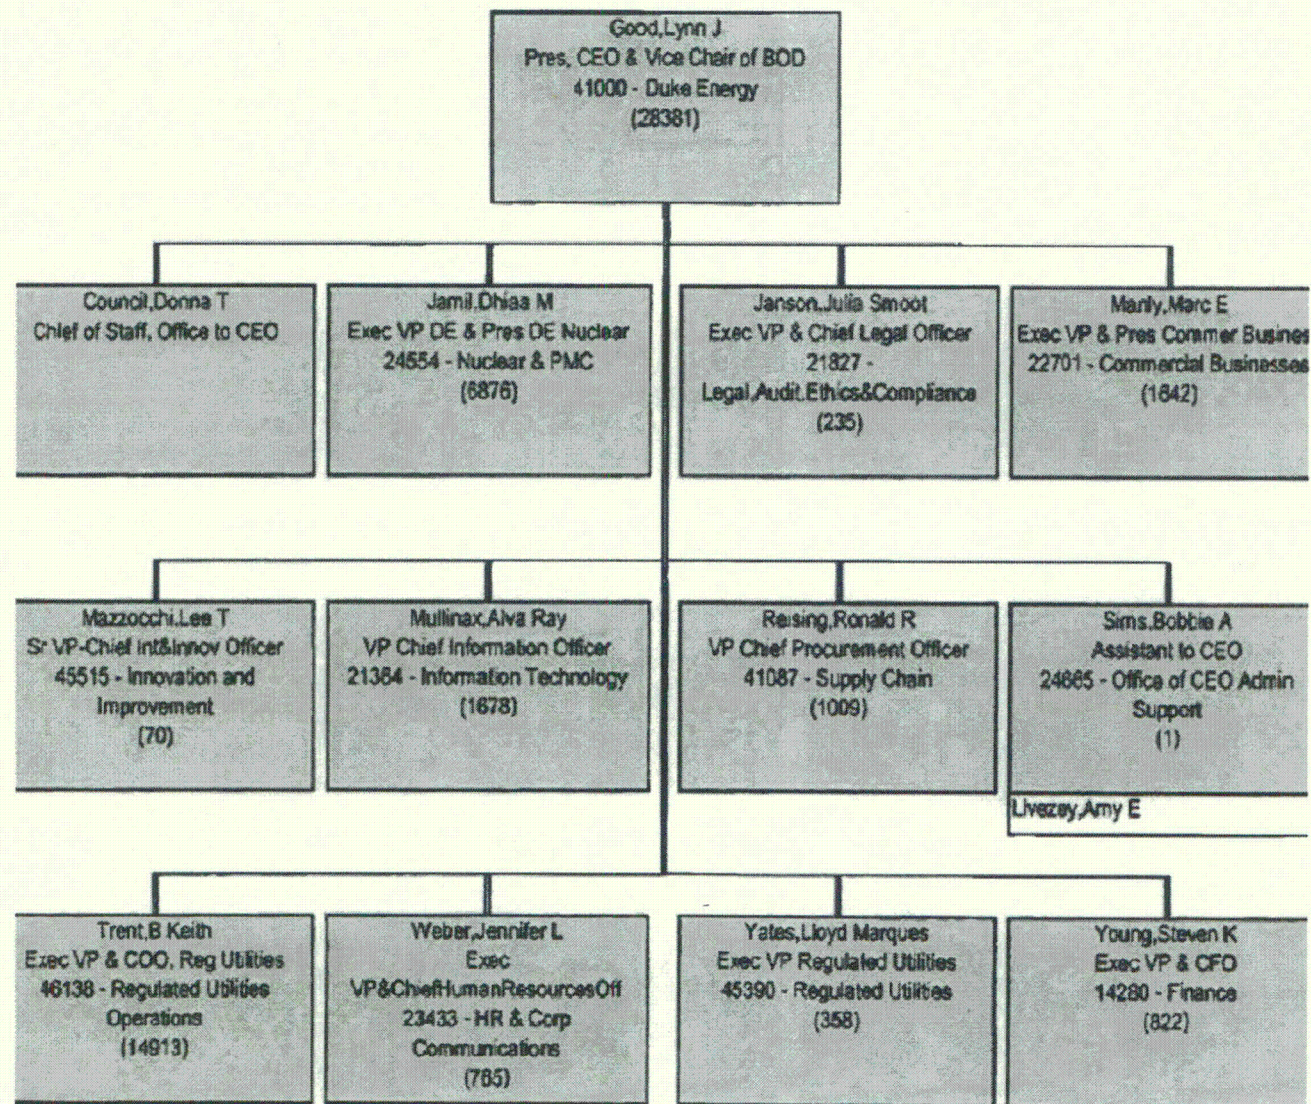 Good,Lynn J
Pres, CEO & Vice Chair of BOD
41000 - Duke Energy
(28381)
Council,Donna T
Chief of Staff, Office to CEO
Jamil,Dhiaa M
Exec VP DE & Pres DE Nuclear
24554 - Nuclear & PMC
(6876)
Janson,Julia Smoot
Exec VP & Chief Legal Officer
21827 -
Legal,Audit,Ethics&Compliance
(235)
Manly,Marc E
Exec VP & Pres Commer Busines
22701 - Commercial Businesses
(1642)
Mazzocchi,Lee T
Sr VP-Chief Int&Innov Officer
45515 - Innovation and
Improvement
(70)
Mullinax,Alva Ray
VP Chief Information Officer
21364 - Information Technology
(1678)
Reising,Ronald R
VP Chief Procurement Officer
41087 - Supply Chain
(1009)
Sims,Bobbie A
Assistant to CEO
24665 - Office of CEO Admin
Support
(1)
Livezey,Amy E
Trent,B Keith
Exec VP & COO, Reg Utilities
46138 - Regulated Utilities
Operations
(14913)
Weber,Jennifer L
Exec
VP&ChiefHumanResourcesOff
23433 - HR & Corp
Communications
(765)
Yates,Lloyd Marques
Exec VP Regulated Utilities
45390 - Regulated Utilities
(358)
Young,Steven K
Exec VP & CFO
14260 - Finance
(822)